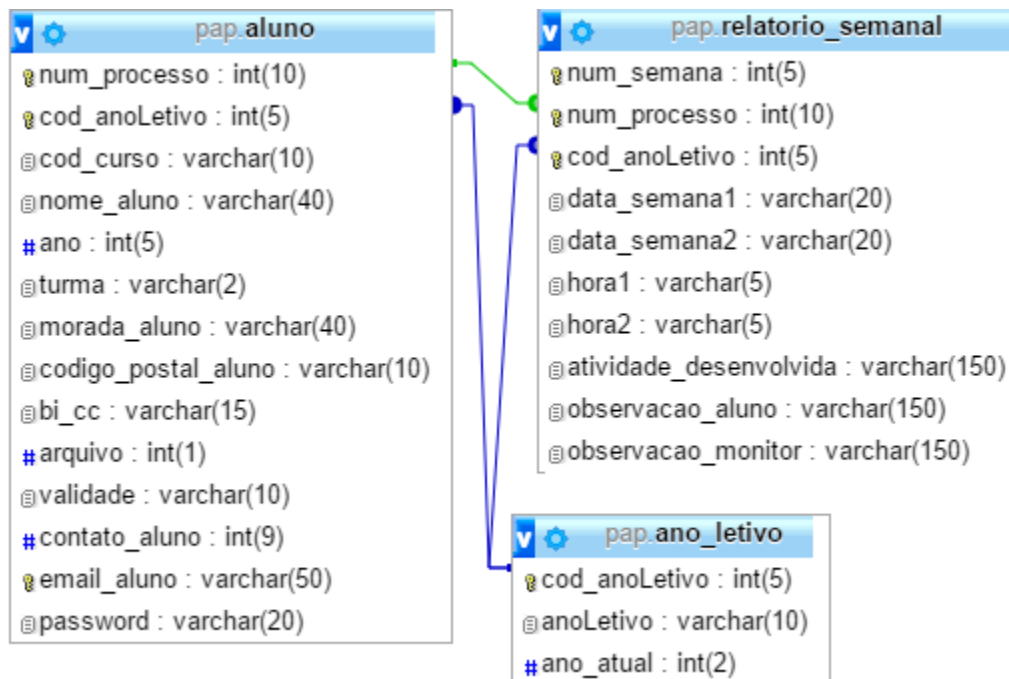 v pap.aluno
num_processo : int(10)
cod_anoLetivo : int(5)
cod_curso : varchar(10)
nome_aluno : varchar(40)
# ano : int(5)
turma : varchar(2)
morada_aluno : varchar(40)
codigo_postal_aluno : varchar(10)
bi_cc : varchar(15)
# arquivo : int(1)
validade : varchar(10)
# contato_aluno : int(9)
email_aluno : varchar(50)
password : varchar(20)
v pap.relatorio_semanal
num_semana : int(5)
num_processo : int(10)
cod_anoLetivo : int(5)
data_semana1 : varchar(20)
data_semana2 : varchar(20)
hora1 : varchar(5)
hora2 : varchar(5)
atividade_desenvolvida : varchar(150)
observacao_aluno : varchar(150)
observacao_monitor : varchar(150)
v pap.ano_letivo
cod_anoLetivo : int(5)
anoLetivo : varchar(10)
# ano_atual : int(2)